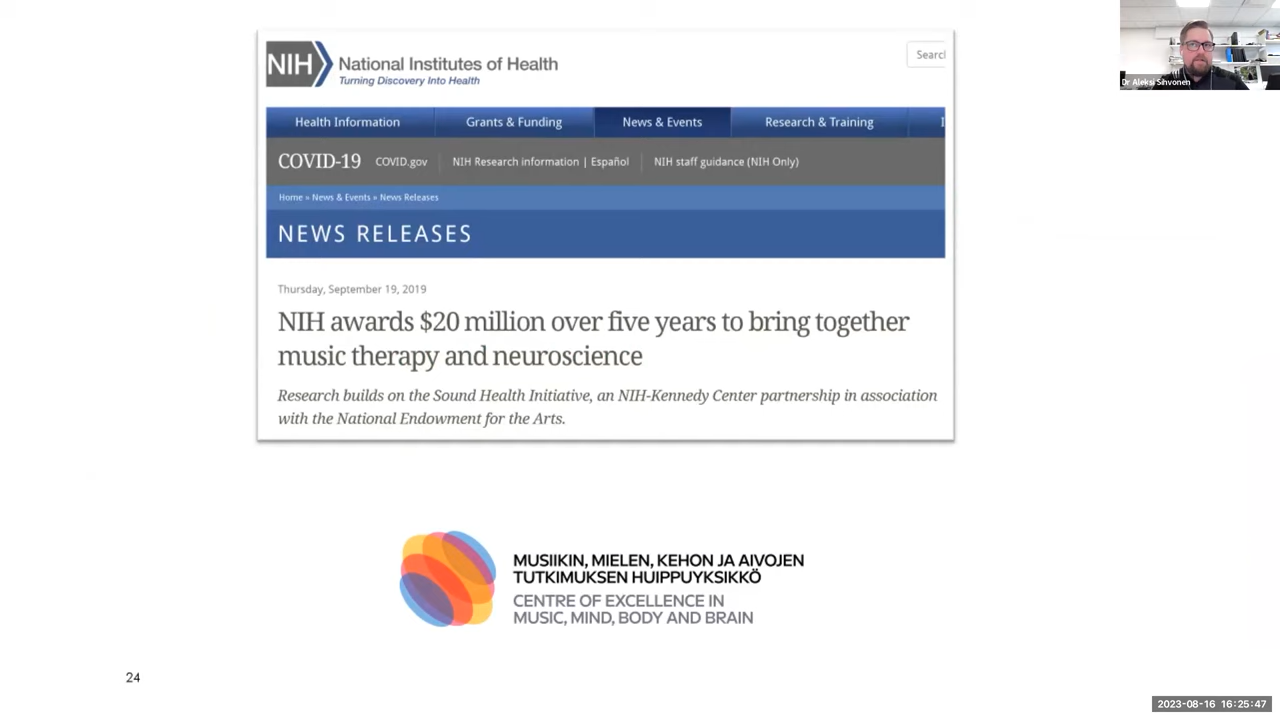 Dr Aleksi Sihvonen
NIH National Institutes of Health
Turning Discovery Into Health
Search
Health Information Grants & Funding News & Events Research & Training
COVID-19 COVID.gov NIH Research information | Español NIH staff guidance (NIH Only)
Home » News & Events » News Releases
NEWS RELEASES
Thursday, September 19, 2019
NIH awards $20 million over five years to bring together
music therapy and neuroscience
Research builds on the Sound Health Initiative, an NIH-Kennedy Center partnership in association
with the National Endowment for the Arts.
MUSIIKIN, MIELEN, KEHON JA AIVOJEN
TUTKIMUKSEN HUIPPUYKSIKKÖ
CENTRE OF EXCELLENCE IN
MUSIC, MIND, BODY AND BRAIN
24
2023-08-16 16:25:47